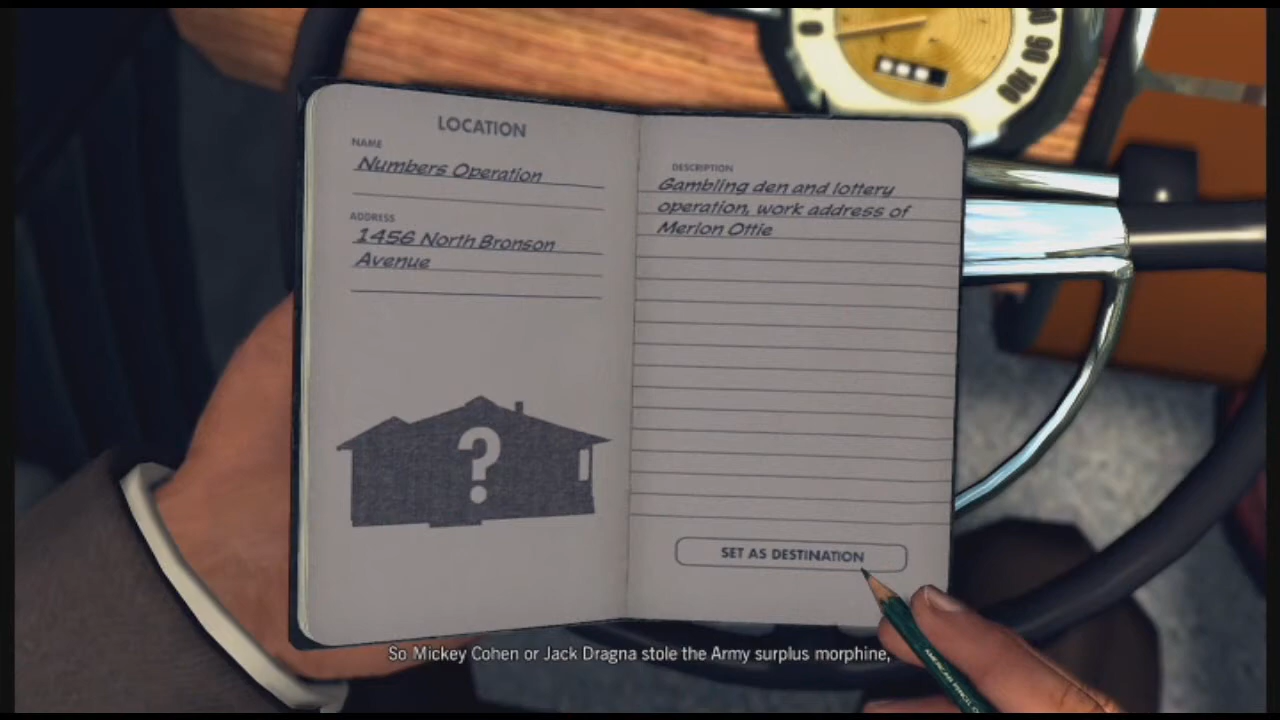 LOCATION
NAME
Numbers Operation
ADDRESS
1456 North Bronson
Avenue
DESCRIPTION
Gambling den and lottery
operation, work address of
Merlon Ottie
SET AS DESTINATION
So Mickey Cohen or Jack Dragna stole the Army surplus morphine,